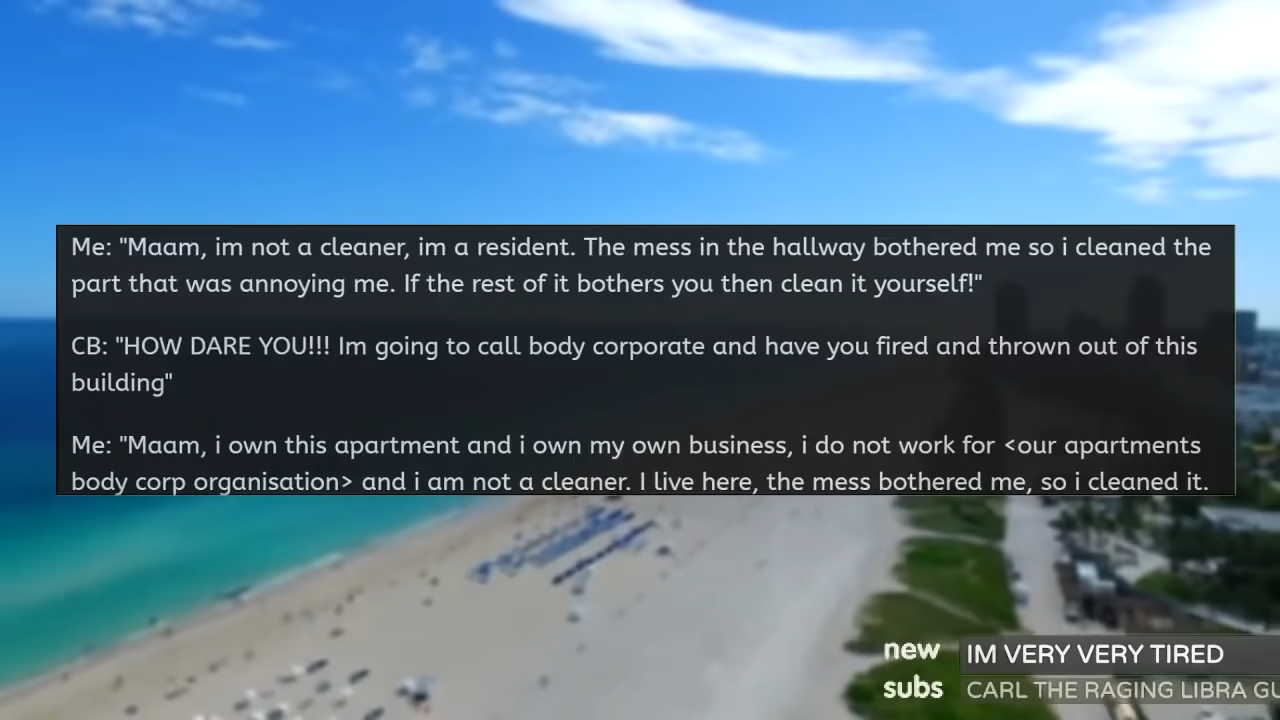 Me: "Maam, im not a cleaner, im a resident. The mess in the hallway bothered me so i cleaned the
part that was annoying me. If the rest of it bothers you then clean it yourself!"
CB: "HOW DARE YOU!!! Im going to call body corporate and have you fired and thrown out of this
building"
Me: "Maam, i own this apartment and i own my own business, i do not work for <our apartments
body corp organisation> and i am not a cleaner. I live here, the mess bothered me, so i cleaned it.
new
IM VERY VERY TIRED
subs
CARL THE RAGING LIBRA GU